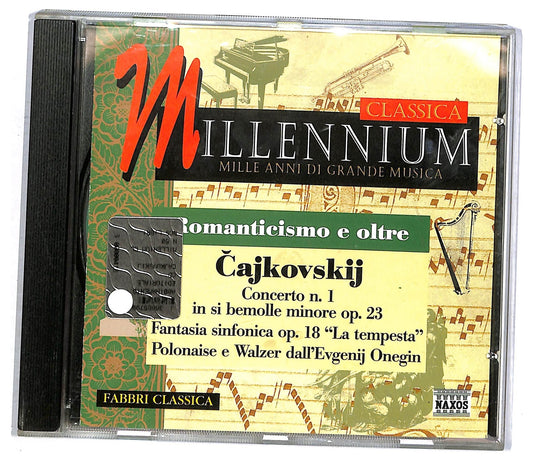 CLASSICA
MILLENNIUM
MILLE ANNI DI GRANDE MUSICA
Romanticismo e oltre
Čajkovskij
Concerto n. 1
in si bemolle minore op. 23
Fantasia sinfonica op. 18 “La tempesta”
Polonaise e Walzer dall'Evgenij Onegin
FABBRI CLASSICA
NAXOS